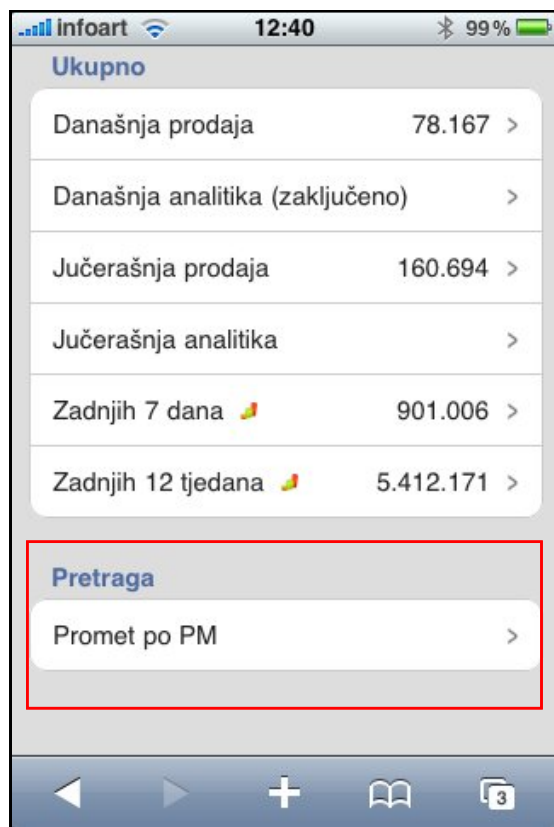 infoart 12:40 99%
Ukupno
Današnja prodaja 78.167 >
Današnja analitika (zaključeno) >
Jučerašnja prodaja 160.694 >
Jučerašnja analitika >
Zadnjih 7 dana 901.006 >
Zadnjih 12 tjedana 5.412.171 >
Pretraga
Promet po PM >
3